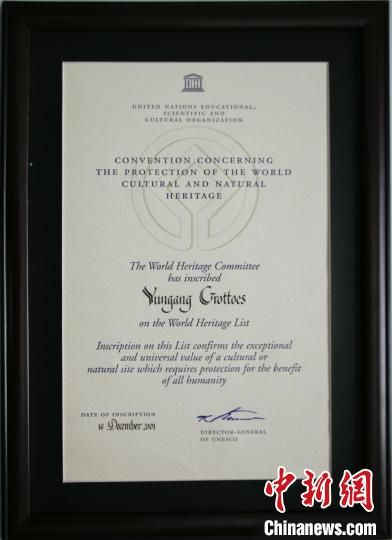 UNITED NATIONS EDUCATIONAL,
SCIENTIFIC AND
CULTURAL ORGANIZATION
CONVENTION CONCERNING
THE PROTECTION OF THE WORLD
CULTURAL AND NATURAL
HERITAGE
The World Heritage Committee
has inscribed
Yungang Grottoes
on the World Heritage List
Inscription on this List confirms the exceptional
and universal value of a cultural or
natural site which requires protection for the benefit
of all humanity
DATE OF INSCRIPTION
16 December 2001
DIRECTOR-GENERAL
OF UNESCO
中新网
Chinanews.com